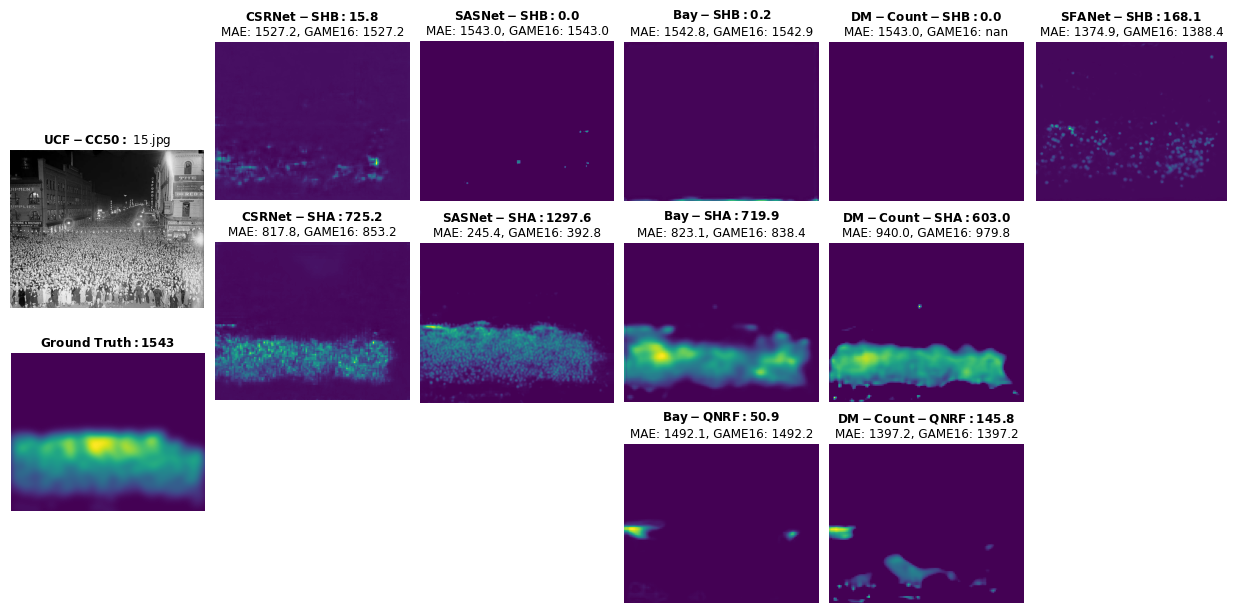 UCF-CC50: 15.jpg
Ground Truth: 1543
CSRNet-SHB: 15.8
MAE: 1527.2, GAME16: 1527.2
SASNet-SHB: 0.0
MAE: 1543.0, GAME16: 1543.0
Bay-SHB: 0.2
MAE: 1542.8, GAME16: 1542.9
DM-Count-SHB: 0.0
MAE: 1543.0, GAME16: nan
SFANet-SHB: 168.1
MAE: 1374.9, GAME16: 1388.4
CSRNet-SHA: 725.2
MAE: 817.8, GAME16: 853.2
SASNet-SHA: 1297.6
MAE: 245.4, GAME16: 392.8
Bay-SHA: 719.9
MAE: 823.1, GAME16: 838.4
DM-Count-SHA: 603.0
MAE: 940.0, GAME16: 979.8
Bay-QNRF: 50.9
MAE: 1492.1, GAME16: 1492.2
DM-Count-QNRF: 145.8
MAE: 1397.2, GAME16: 1397.2